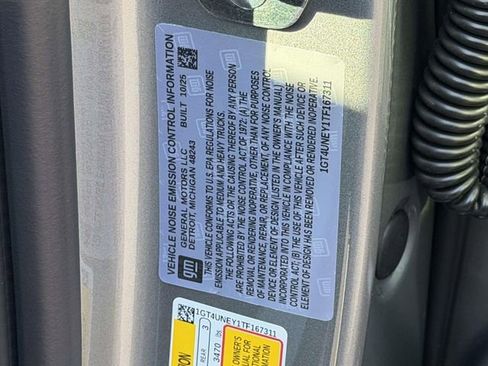 VEHICLE NOISE EMISSION CONTROL INFORMATION
GENERAL MOTORS LLC BUILT 10/25
DETROIT, MICHIGAN 48243
gm
VEHICLE CONFORMS TO U.S. EPA REGULATIONS FOR NOISE
EMISSION APPLICABLE TO MEDIUM AND HEAVY TRUCKS.
THE FOLLOWING ACTS OR THE CAUSING THEREOF BY ANY PERSON
ARE PROHIBITED BY THE NOISE CONTROL ACT OF 1972: (A) THE
REMOVAL OR RENDERING INOPERATIVE, OTHER THAN FOR PURPOSES
OF MAINTENANCE, REPAIR, OR REPLACEMENT, OF ANY NOISE CONTROL
DEVICE OR ELEMENT OF DESIGN (LISTED IN THE OWNER'S MANUAL)
INCORPORATED INTO THIS VEHICLE IN COMPLIANCE WITH THE NOISE
CONTROL ACT; (B) THE USE OF THIS VEHICLE AFTER SUCH DEVICE OR
ELEMENT OF DESIGN HAS BEEN REMOVED OR RENDERED INOPERATIVE.
1GT4UNEY1TF167311
1GT4UNEY1TF167311
REAR 3
3470
OWNER'S
MANUAL
FOR